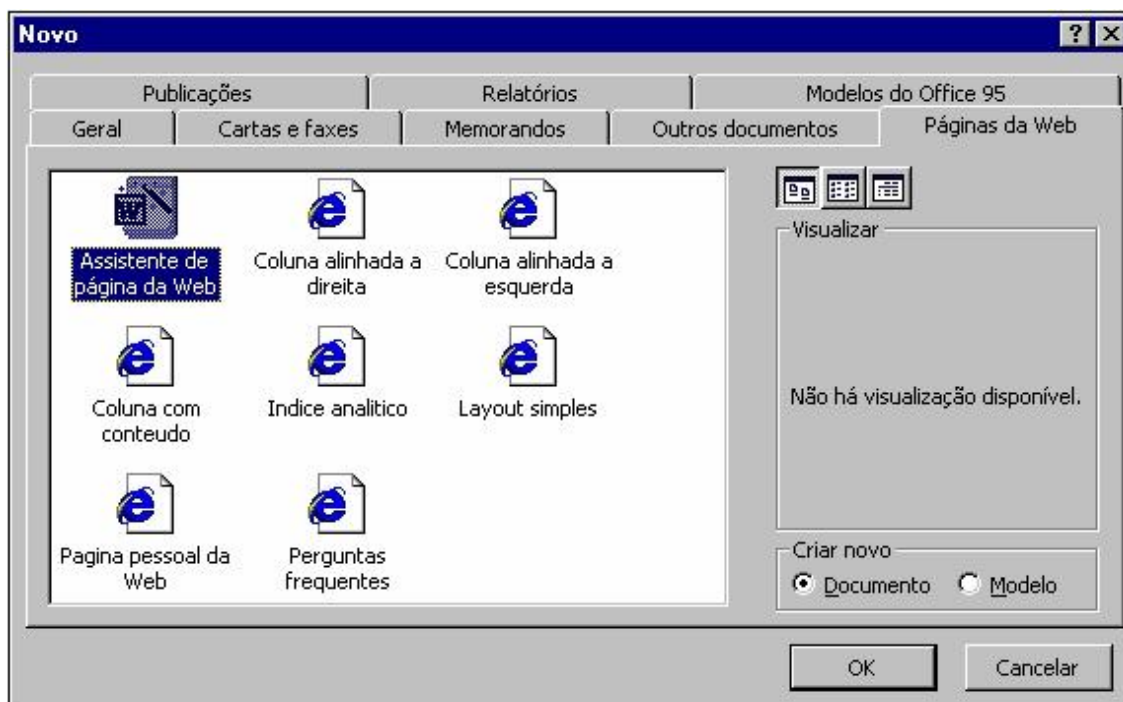 Novo
Publicações
Relatórios
Modelos do Office 95
Geral
Cartas e faxes
Memorandos
Outros documentos
Páginas da Web
Assistente de
página da Web
Coluna alinhada a
direita
Coluna alinhada a
esquerda
Coluna com
conteudo
Indice analitico
Layout simples
Pagina pessoal da
Web
Perguntas
frequentes
Visualizar
Não há visualização disponível.
Criar novo
Documento
Modelo
OK
Cancelar